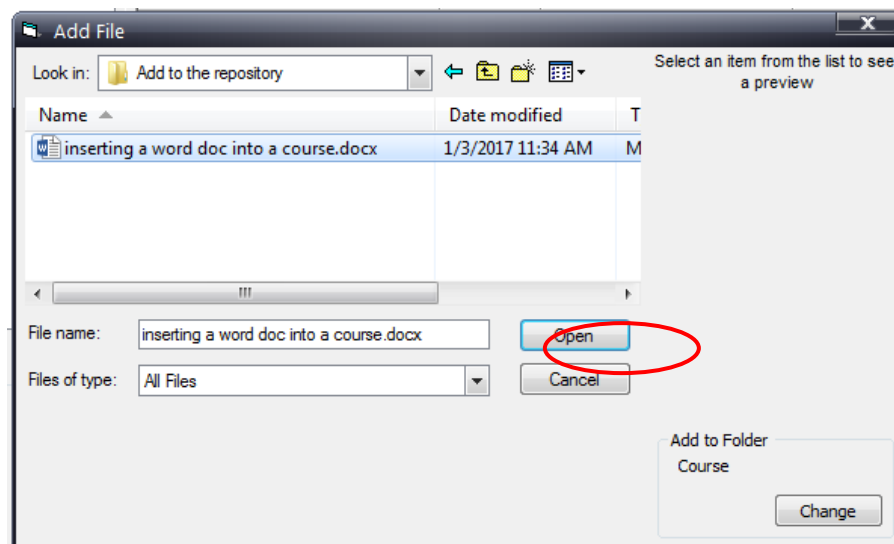 Add File
X
Look in: Add to the repository
Select an item from the list to see
a preview
Name Date modified T
inserting a word doc into a course.docx 1/3/2017 11:34 AM M
File name: inserting a word doc into a course.docx Open
Files of type: All Files Cancel
Add to Folder
Course
Change